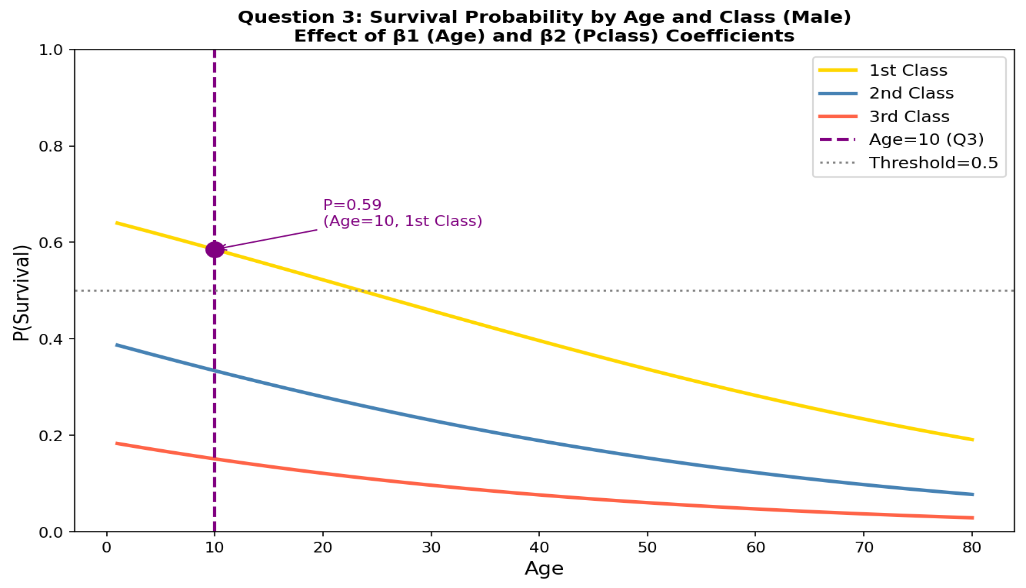 Question 3: Survival Probability by Age and Class (Male)
Effect of β1 (Age) and β2 (Pclass) Coefficients
P(Survival)
1.0
0.8
0.6
0.4
0.2
0.0
1st Class
2nd Class
3rd Class
Age=10 (Q3)
Threshold=0.5
P=0.59
(Age=10, 1st Class)
0 10 20 30 40 50 60 70 80
Age